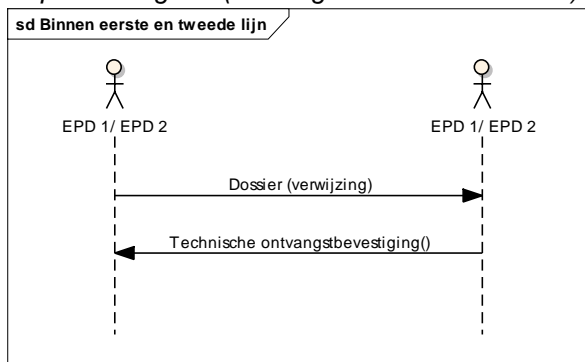 sd Binnen eerste en tweede lijn
EPD 1/ EPD 2
EPD 1/ EPD 2
Dossier (verwijzing)
Technische ontvangstbevestiging()